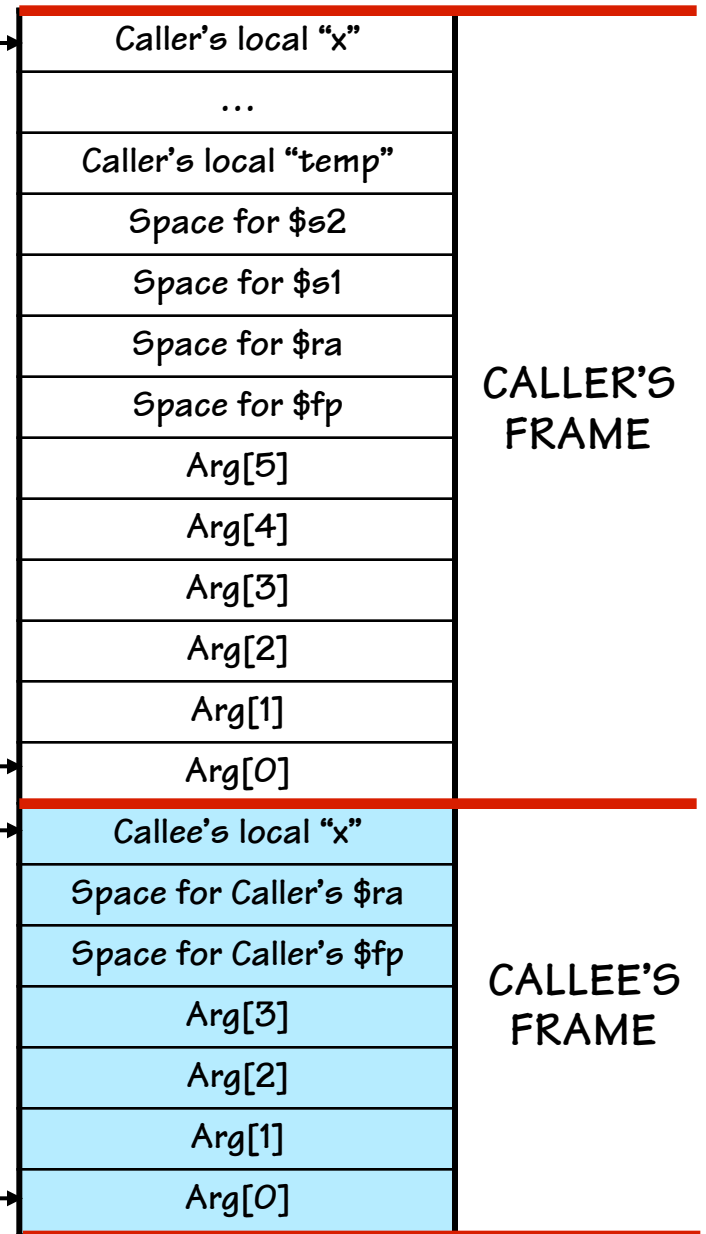 Caller's local “x”
...
Caller's local “temp”
Space for $s2
Space for $s1
Space for $ra
Space for $fp
Arg[5]
Arg[4]
Arg[3]
Arg[2]
Arg[1]
Arg[0]
CALLER'S
FRAME
Callee's local “x”
Space for Caller's $ra
Space for Caller's $fp
Arg[3]
Arg[2]
Arg[1]
Arg[0]
CALLEE'S
FRAME